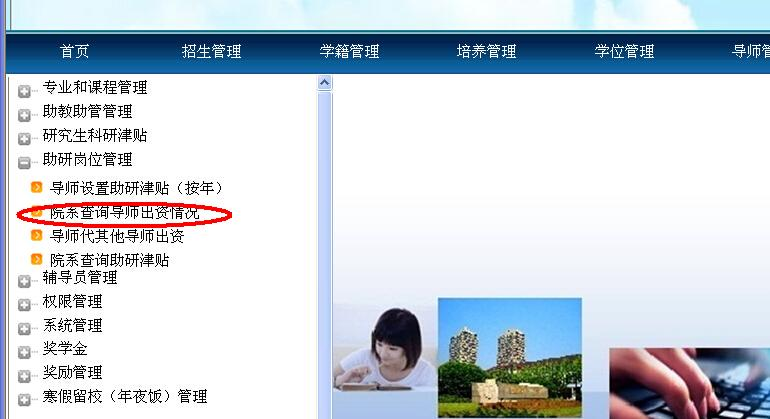 首页 招生管理 学籍管理 培养管理 学位管理 导师管
专业和课程管理
助教助管管理
研究生科研津贴
助研岗位管理
导师设置助研津贴（按年）
院系查询导师出资情况
导师代其他导师出资
院系查询助研津贴
辅导员管理
权限管理
系统管理
奖学金
奖励管理
寒假留校（年夜饭）管理